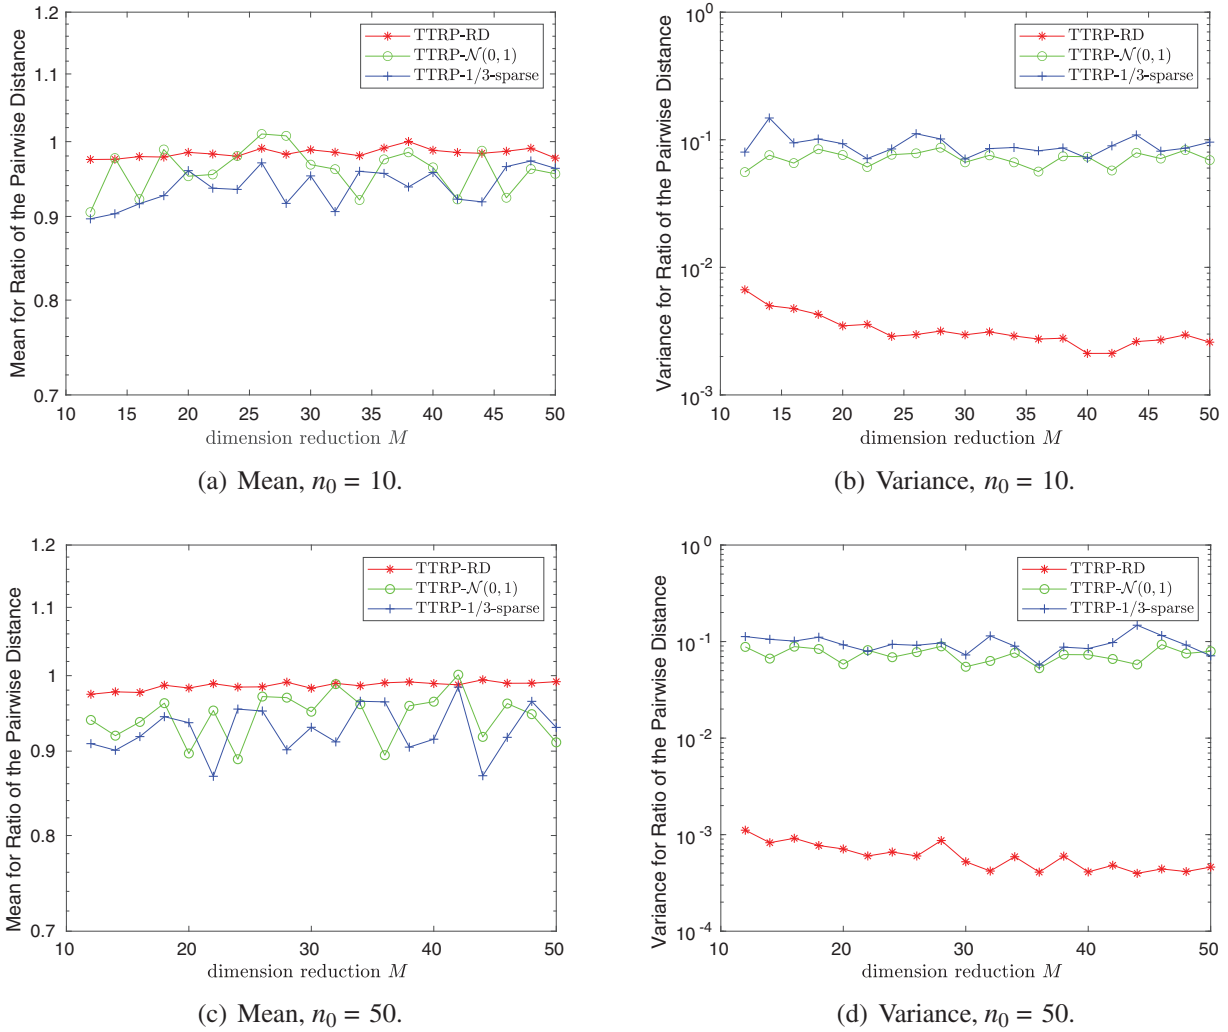 1.2
1.1
1
0.9
0.8
0.7
10
15
20
25
30
35
40
45
50
Mean for Ratio of the Pairwise Distance
dimension reduction M
TTRP-RD
TTRP-𝒩(0, 1)
TTRP-1/3-sparse
(a) Mean, n₀ = 10.
10⁰
10⁻¹
10⁻²
10⁻³
10
15
20
25
30
35
40
45
50
Variance for Ratio of the Pairwise Distance
dimension reduction M
TTRP-RD
TTRP-𝒩(0, 1)
TTRP-1/3-sparse
(b) Variance, n₀ = 10.
1.2
1.1
1
0.9
0.8
0.7
10
20
30
40
50
Mean for Ratio of the Pairwise Distance
dimension reduction M
TTRP-RD
TTRP-𝒩(0, 1)
TTRP-1/3-sparse
(c) Mean, n₀ = 50.
10⁰
10⁻¹
10⁻²
10⁻³
10⁻⁴
10
20
30
40
50
Variance for Ratio of the Pairwise Distance
dimension reduction M
TTRP-RD
TTRP-𝒩(0, 1)
TTRP-1/3-sparse
(d) Variance, n₀ = 50.